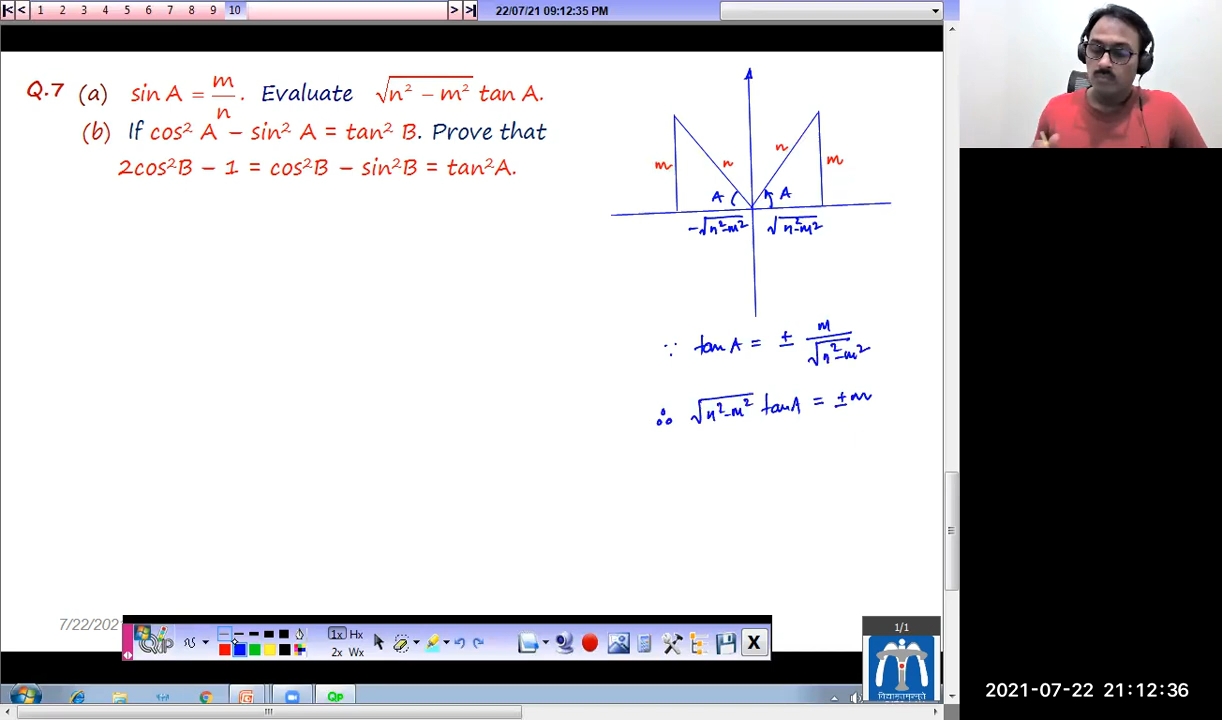 1 2 3 4 5 6 7 8 9 10
22/07/21 09:12:35 PM
Q.7 (a) sin A = m/n. Evaluate √(n² − m²) tan A.
(b) If cos² A − sin² A = tan² B. Prove that
2cos²B − 1 = cos²B − sin²B = tan²A.
m n n m
A A
−√(n²−m²) √(n²−m²)
∵ tan A = ± m/√(n²−m²)
∴ √(n²−m²) tan A = ±m
7/22/202
1x Hx
2x Wx
X
1/1
Qp
2021-07-22 21:12:36